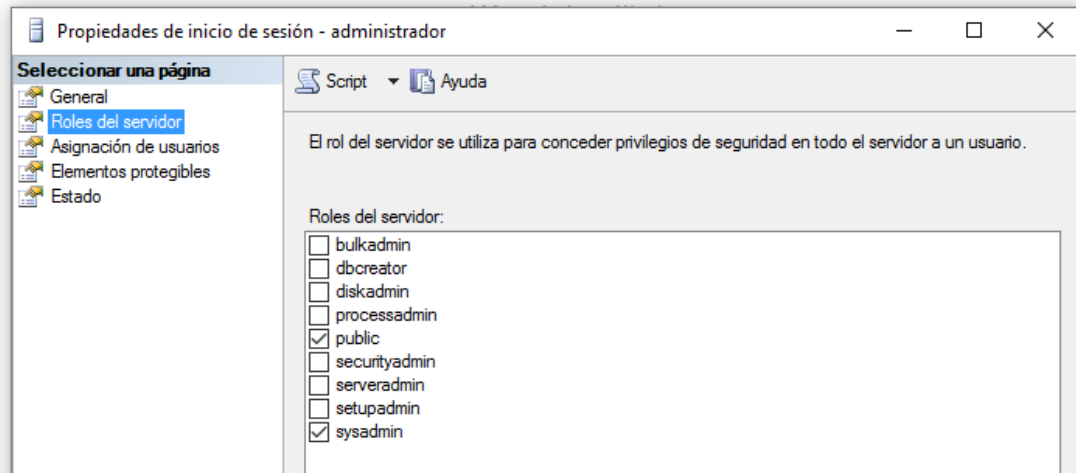 Propiedades de inicio de sesión - administrador
Seleccionar una página
General
Roles del servidor
Asignación de usuarios
Elementos protegibles
Estado
Script
Ayuda
El rol del servidor se utiliza para conceder privilegios de seguridad en todo el servidor a un usuario.
Roles del servidor:
bulkadmin
dbcreator
diskadmin
processadmin
public
securityadmin
serveradmin
setupadmin
sysadmin